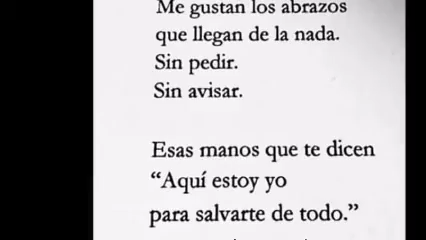 Me gustan los abrazos
que llegan de la nada.
Sin pedir.
Sin avisar.
Esas manos que te dicen
“Aquí estoy yo
para salvarte de todo.”